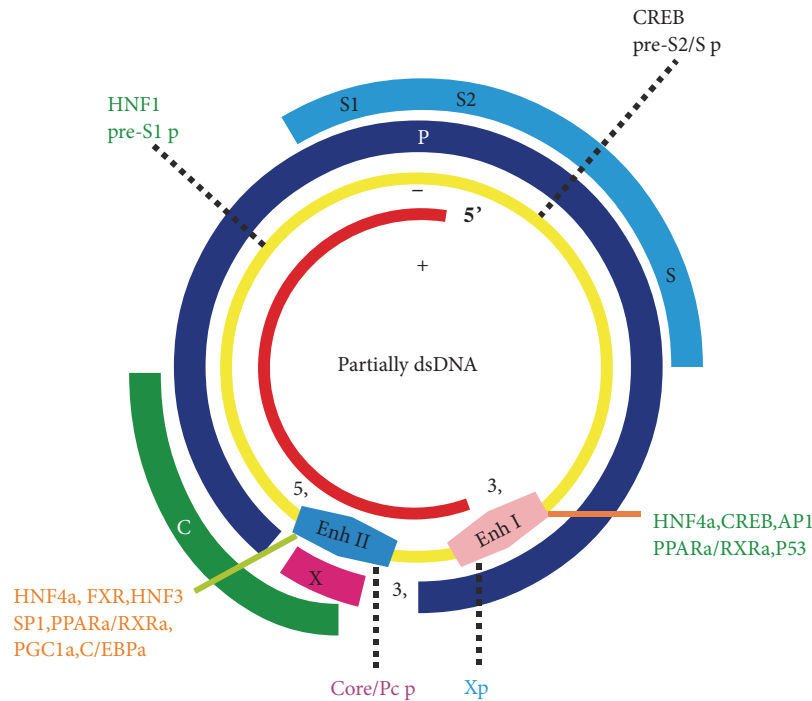 CREB
pre-S2/S p
HNF1
pre-S1 p
S1
S2
P
–
5’
+
S
Partially dsDNA
5,
3,
Enh II
Enh I
C
X
3,
HNF4a,CREB,AP1
PPARa/RXRa,P53
HNF4a, FXR,HNF3
SP1,PPARa/RXRa,
PGC1a,C/EBPa
Core/Pc p
Xp